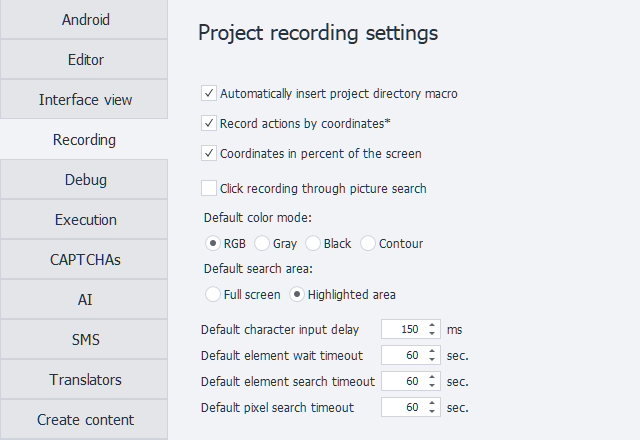 Android
Editor
Interface view
Recording
Debug
Execution
CAPTCHAs
AI
SMS
Translators
Create content
Project recording settings
Automatically insert project directory macro
Record actions by coordinates*
Coordinates in percent of the screen
Click recording through picture search
Default color mode:
RGB Gray Black Contour
Default search area:
Full screen Highlighted area
Default character input delay 150 ms
Default element wait timeout 60 sec.
Default element search timeout 60 sec.
Default pixel search timeout 60 sec.